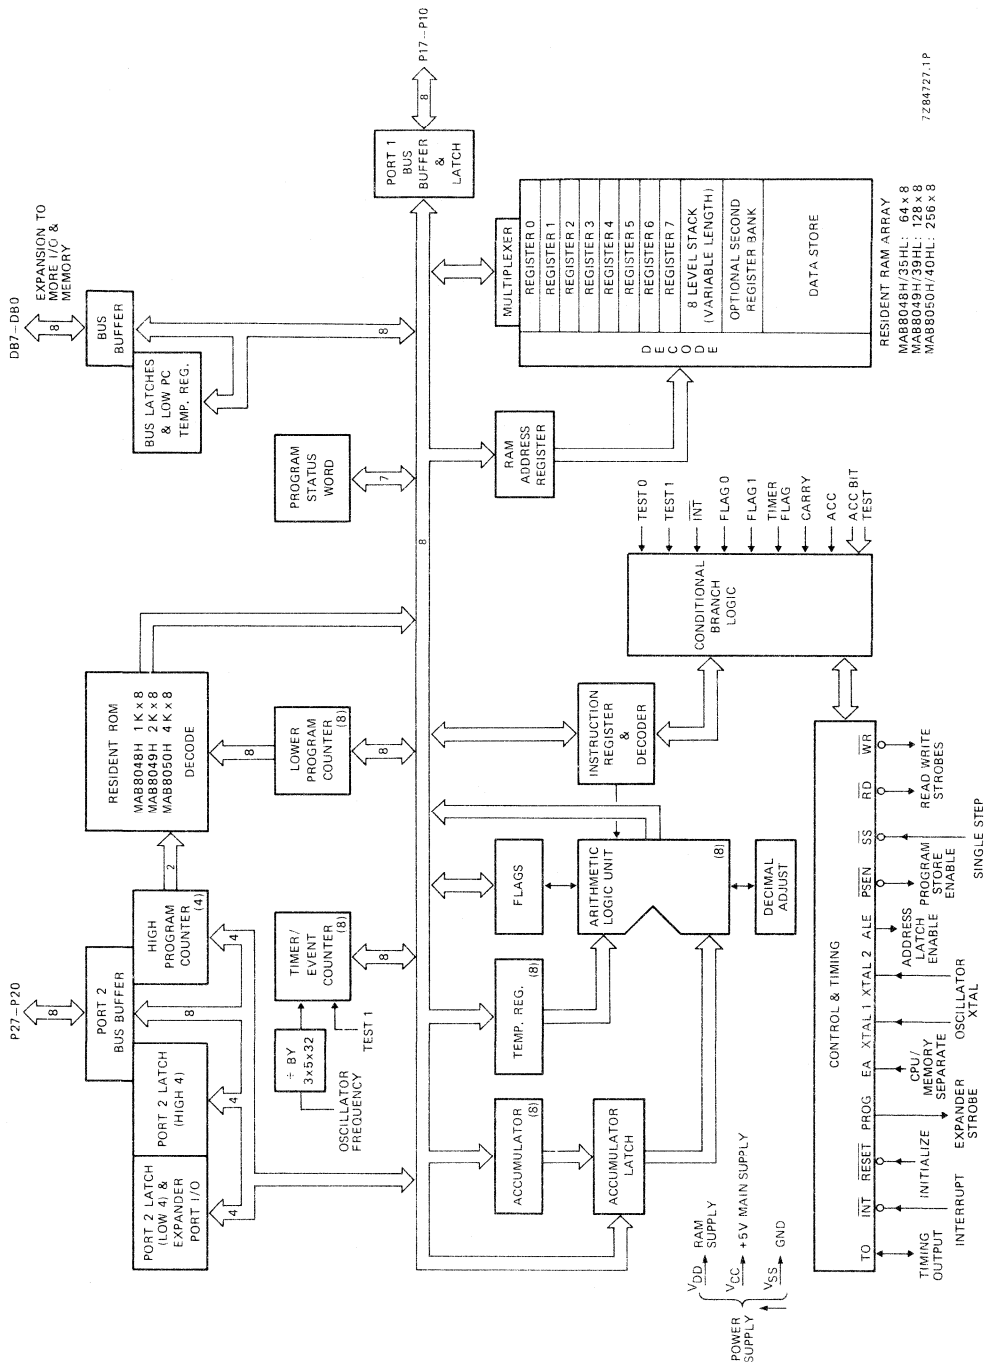 P27–P20
8
PORT 2
BUS BUFFER
PORT 2 LATCH
(LOW 4) &
EXPANDER
PORT I/O
PORT 2 LATCH
(HIGH 4)
HIGH
PROGRAM
COUNTER
(4)
4
4
8
4
2
RESIDENT ROM
MAB8048H 1K x 8
MAB8049H 2K x 8
MAB8050H 4K x 8
DECODE
8
LOWER
PROGRAM
COUNTER
(8)
8
TIMER/
EVENT
COUNTER
(8)
8
÷ BY
3x5x32
OSCILLATOR
FREQUENCY
TEST 1
PROGRAM
STATUS
WORD
7
DB7–DB0
8
EXPANSION TO
MORE I/O &
MEMORY
BUS
BUFFER
BUS LATCHES
& LOW PC
TEMP. REG.
8
8
PORT 1
BUS
BUFFER
&
LATCH
8
P17–P10
ACCUMULATOR
(8)
ACCUMULATOR
LATCH
TEMP. REG.
(8)
FLAGS
ARITHMETIC
LOGIC UNIT
(8)
DECIMAL
ADJUST
INSTRUCTION
REGISTER
&
DECODER
RAM
ADDRESS
REGISTER
MULTIPLEXER
DECODE
REGISTER 0
REGISTER 1
REGISTER 2
REGISTER 3
REGISTER 4
REGISTER 5
REGISTER 6
REGISTER 7
8 LEVEL STACK
(VARIABLE LENGTH)
OPTIONAL SECOND
REGISTER BANK
DATA STORE
RESIDENT RAM ARRAY
MAB8048H/35HL: 64 x 8
MAB8049H/39HL: 128 x 8
MAB8050H/40HL: 256 x 8
CONDITIONAL
BRANCH
LOGIC
TEST 0
TEST 1
INT
FLAG 0
FLAG 1
TIMER
FLAG
CARRY
ACC
ACC BIT
TEST
POWER
SUPPLY
VDD
RAM
SUPPLY
VCC
+5V MAIN SUPPLY
VSS
GND
CONTROL & TIMING
TO INT RESET PROG EA XTAL 1 XTAL 2 ALE PSEN SS RD WR
TIMING
OUTPUT
INTERRUPT
INITIALIZE
EXPANDER
STROBE
CPU/
MEMORY
SEPARATE
OSCILLATOR
XTAL
ADDRESS
LATCH
ENABLE
PROGRAM
STORE
ENABLE
SINGLE STEP
READ WRITE
STROBES
7Z84727.1P